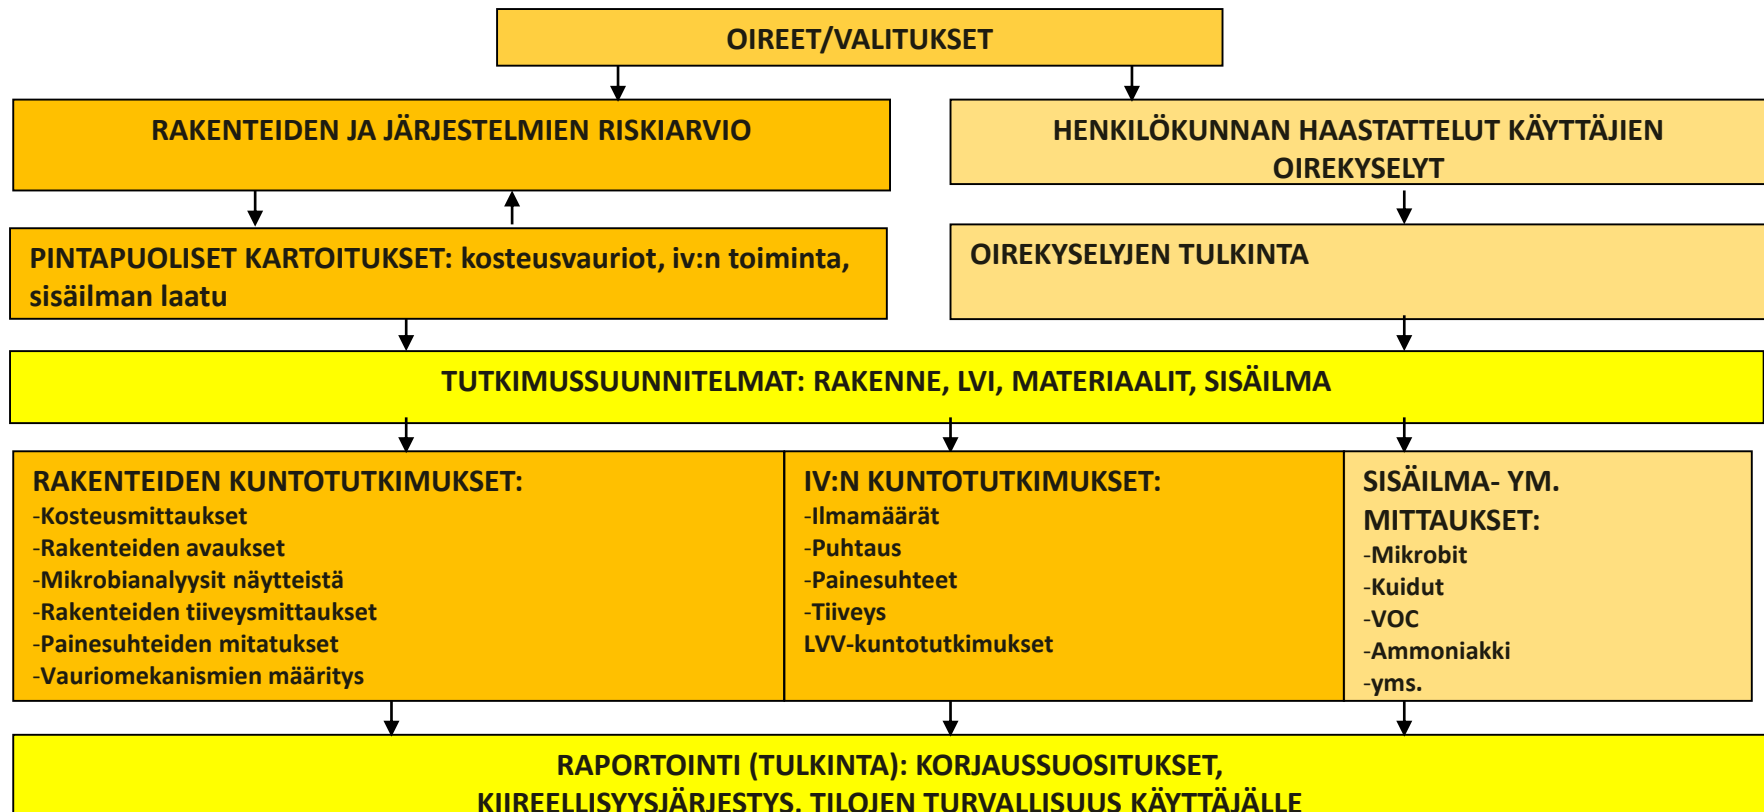 OIREET/VALITUKSET
RAKENTEIDEN JA JÄRJESTELMIEN RISKIARVIO
HENKILÖKUNNAN HAASTATTELUT KÄYTTÄJIEN
OIREKYSELYT
PINTAPUOLISET KARTOITUKSET: kosteusvauriot, iv:n toiminta,
sisäilman laatu
OIREKYSELYJEN TULKINTA
TUTKIMUSSUUNNITELMAT: RAKENNE, LVI, MATERIAALIT, SISÄILMA
RAKENTEIDEN KUNTOTUTKIMUKSET:
-Kosteusmittaukset
-Rakenteiden avaukset
-Mikrobianalyysit näytteistä
-Rakenteiden tiiveysmittaukset
-Painesuhteiden mitatukset
-Vauriomekanismien määritys
IV:N KUNTOTUTKIMUKSET:
-Ilmamäärät
-Puhtaus
-Painesuhteet
-Tiiveys
LVV-kuntotutkimukset
SISÄILMA- YM.
MITTAUKSET:
-Mikrobit
-Kuidut
-VOC
-Ammoniakki
-yms.
RAPORTOINTI (TULKINTA): KORJAUSSUOSITUKSET,
KIIREELLISYYSJÄRJESTYS, TILOJEN TURVALLISUUS KÄYTTÄJÄLLE